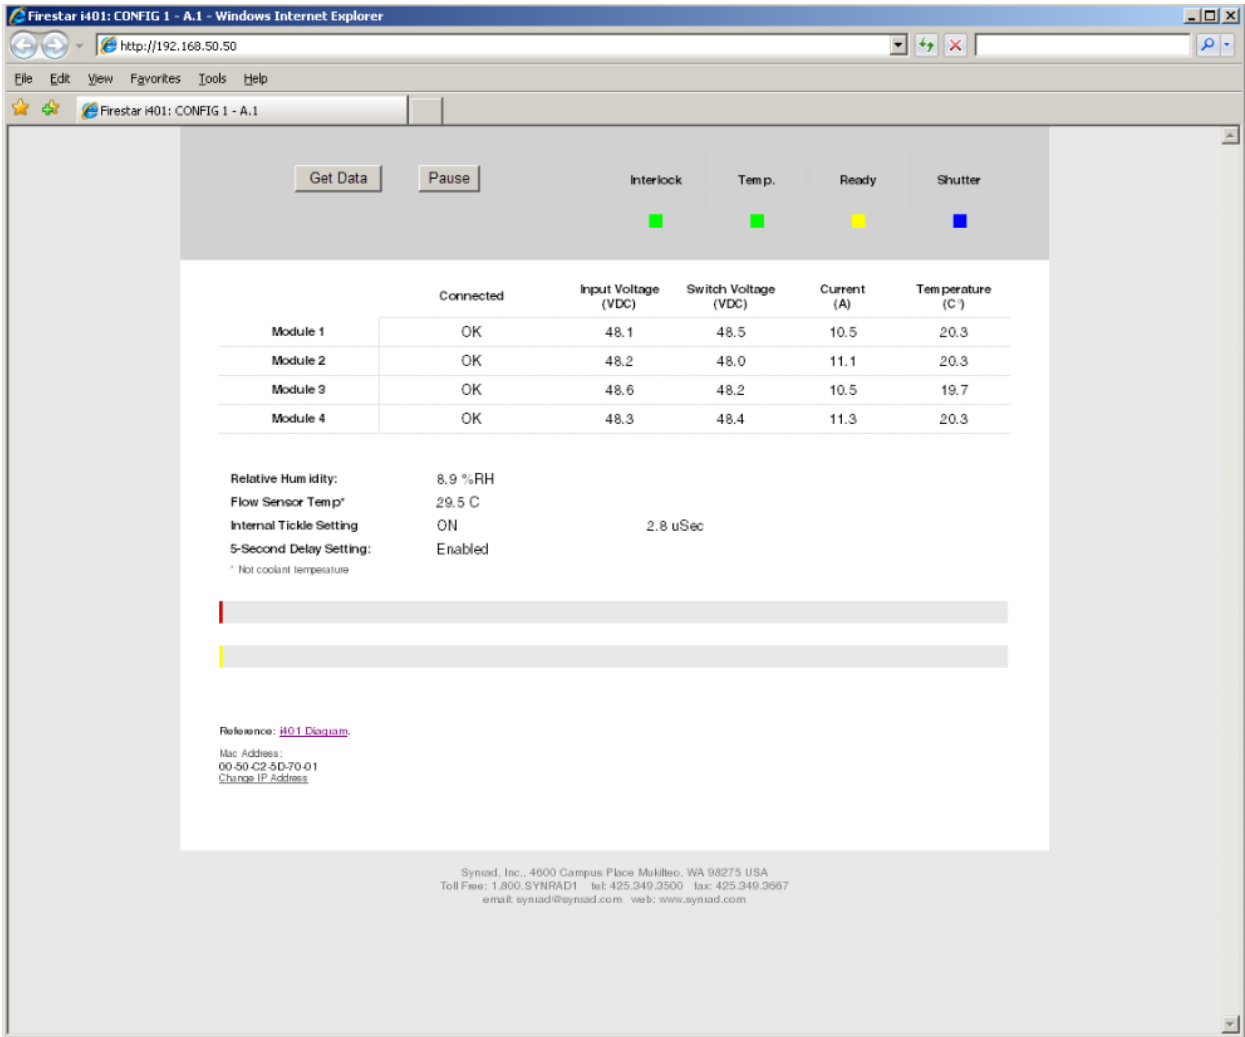 Firestar i401: CONFIG 1 - A.1 - Windows Internet Explorer
http://192.168.50.50
File Edit View Favorites Tools Help
Firestar i401: CONFIG 1 - A.1
Get Data Pause Interlock Temp. Ready Shutter
Connected Input Voltage (VDC) Switch Voltage (VDC) Current (A) Temperature (C°)
Module 1 OK 48.1 48.5 10.5 20.3
Module 2 OK 48.2 48.0 11.1 20.3
Module 3 OK 48.6 48.2 10.5 19.7
Module 4 OK 48.3 48.4 11.3 20.3
Relative Humidity: 8.9 %RH
Flow Sensor Temp* 29.5 C
Internal Tickle Setting ON 2.8 uSec
5-Second Delay Setting: Enabled
* Not coolant temperature
Reference: i401 Diagram.
Mac Address:
00-50-C2-5D-70-01
Change IP Address
Synrad, Inc., 4600 Campus Place Mukilteo, WA 98275 USA
Toll Free: 1.800.SYNRAD1 tel: 425.349.3500 fax: 425.349.3667
email: synrad@synrad.com web: www.synrad.com